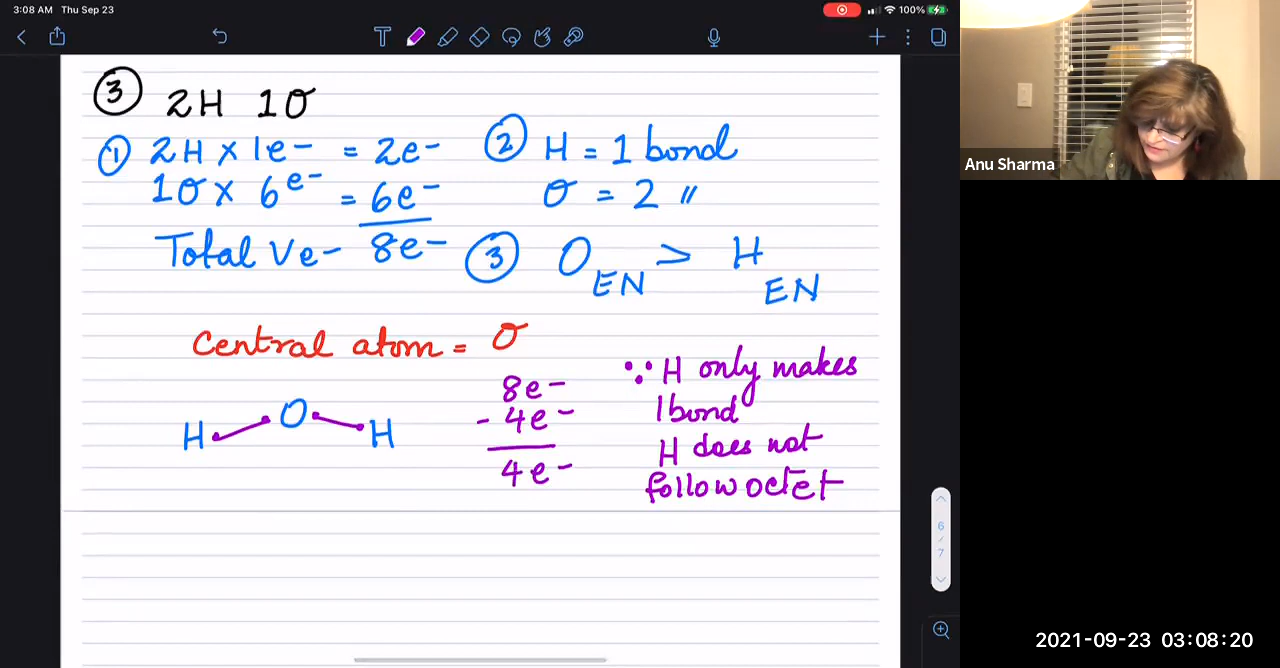 3:08 AM Thu Sep 23
100%
③ 2H 1O
① 2H × 1e- = 2e-
1O × 6e- = 6e-
Total Ve- 8e-
② H = 1 bond
O = 2 "
③ O EN > H EN
Central atom = O
H O H
8e-
- 4e-
4e-
∵ H only makes
1 bond
H does not
follow octet
6
/
7
Anu Sharma
2021-09-23 03:08:20